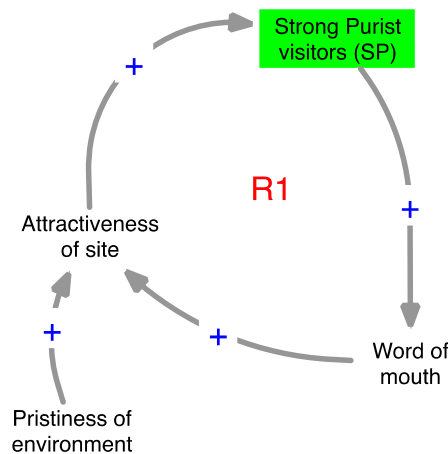 Strong Purist
visitors (SP)
+
R1
+
Attractiveness
of site
+
+
Word of
mouth
Pristiness of
environment